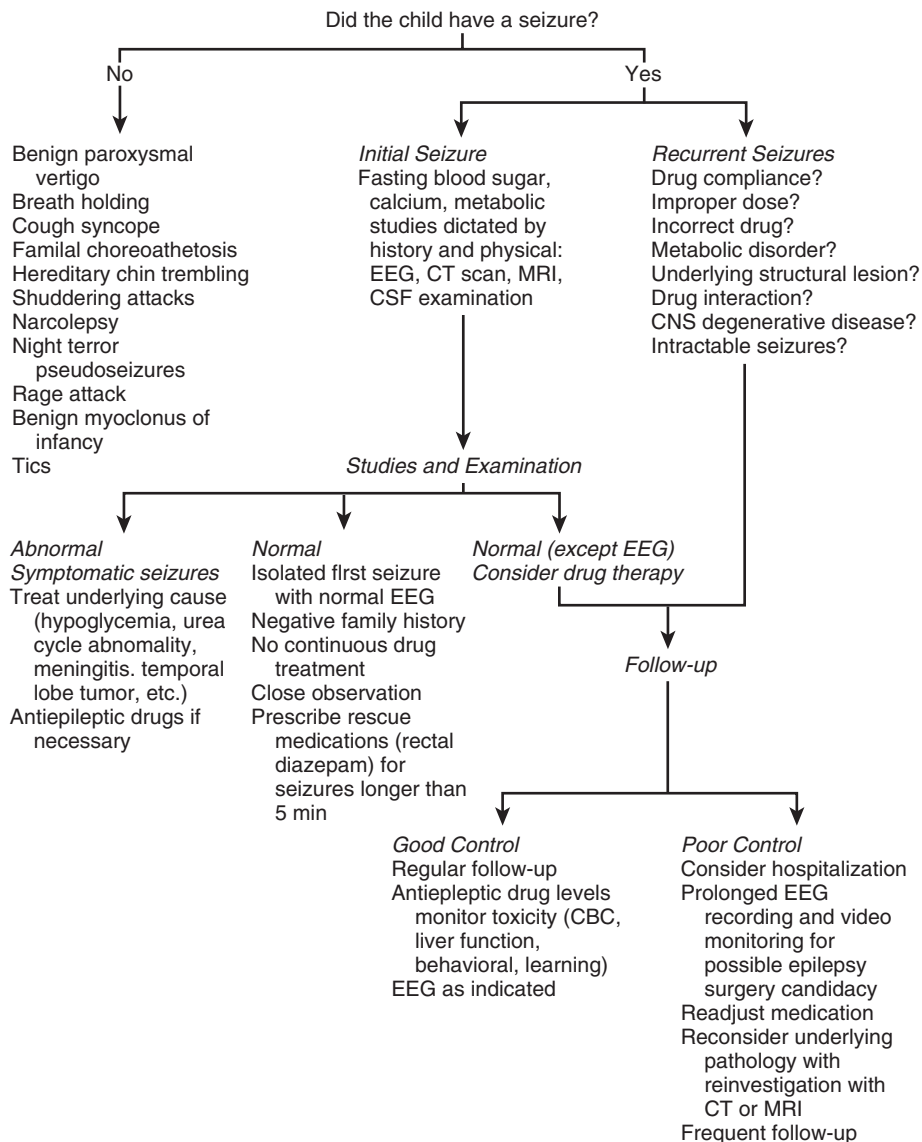 Did the child have a seizure?
No
Yes
Benign paroxysmal
vertigo
Breath holding
Cough syncope
Familal choreoathetosis
Hereditary chin trembling
Shuddering attacks
Narcolepsy
Night terror
pseudoseizures
Rage attack
Benign myoclonus of
infancy
Tics
Initial Seizure
Fasting blood sugar,
calcium, metabolic
studies dictated by
history and physical:
EEG, CT scan, MRI,
CSF examination
Recurrent Seizures
Drug compliance?
Improper dose?
Incorrect drug?
Metabolic disorder?
Underlying structural lesion?
Drug interaction?
CNS degenerative disease?
Intractable seizures?
Studies and Examination
Abnormal
Symptomatic seizures
Treat underlying cause
(hypoglycemia, urea
cycle abnomality,
meningitis. temporal
lobe tumor, etc.)
Antiepileptic drugs if
necessary
Normal
Isolated flrst seizure
with normal EEG
Negative family history
No continuous drug
treatment
Close observation
Prescribe rescue
medications (rectal
diazepam) for
seizures longer than
5 min
Normal (except EEG)
Consider drug therapy
Follow-up
Good Control
Regular follow-up
Antiepleptic drug levels
monitor toxicity (CBC,
liver function,
behavioral, learning)
EEG as indicated
Poor Control
Consider hospitalization
Prolonged EEG
recording and video
monitoring for
possible epilepsy
surgery candidacy
Readjust medication
Reconsider underlying
pathology with
reinvestigation with
CT or MRI
Frequent follow-up